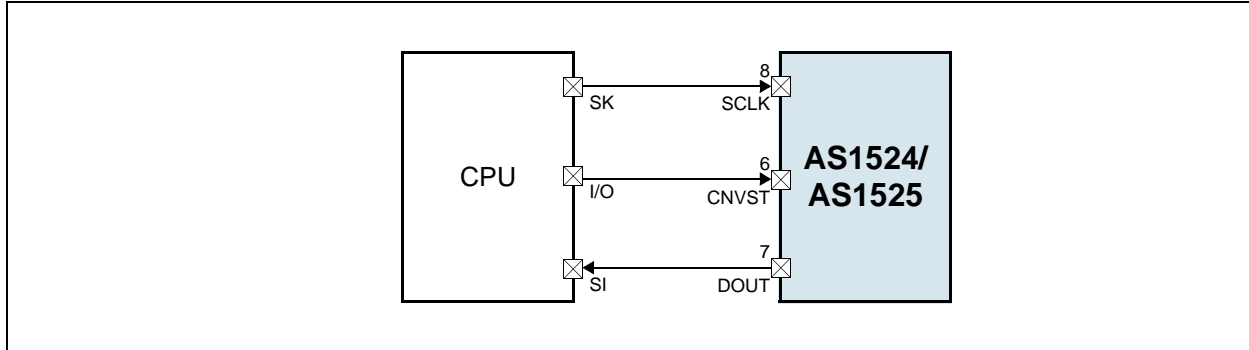 8
SK SCLK
CPU
6
I/O CNVST
AS1524/
AS1525
7
SI DOUT